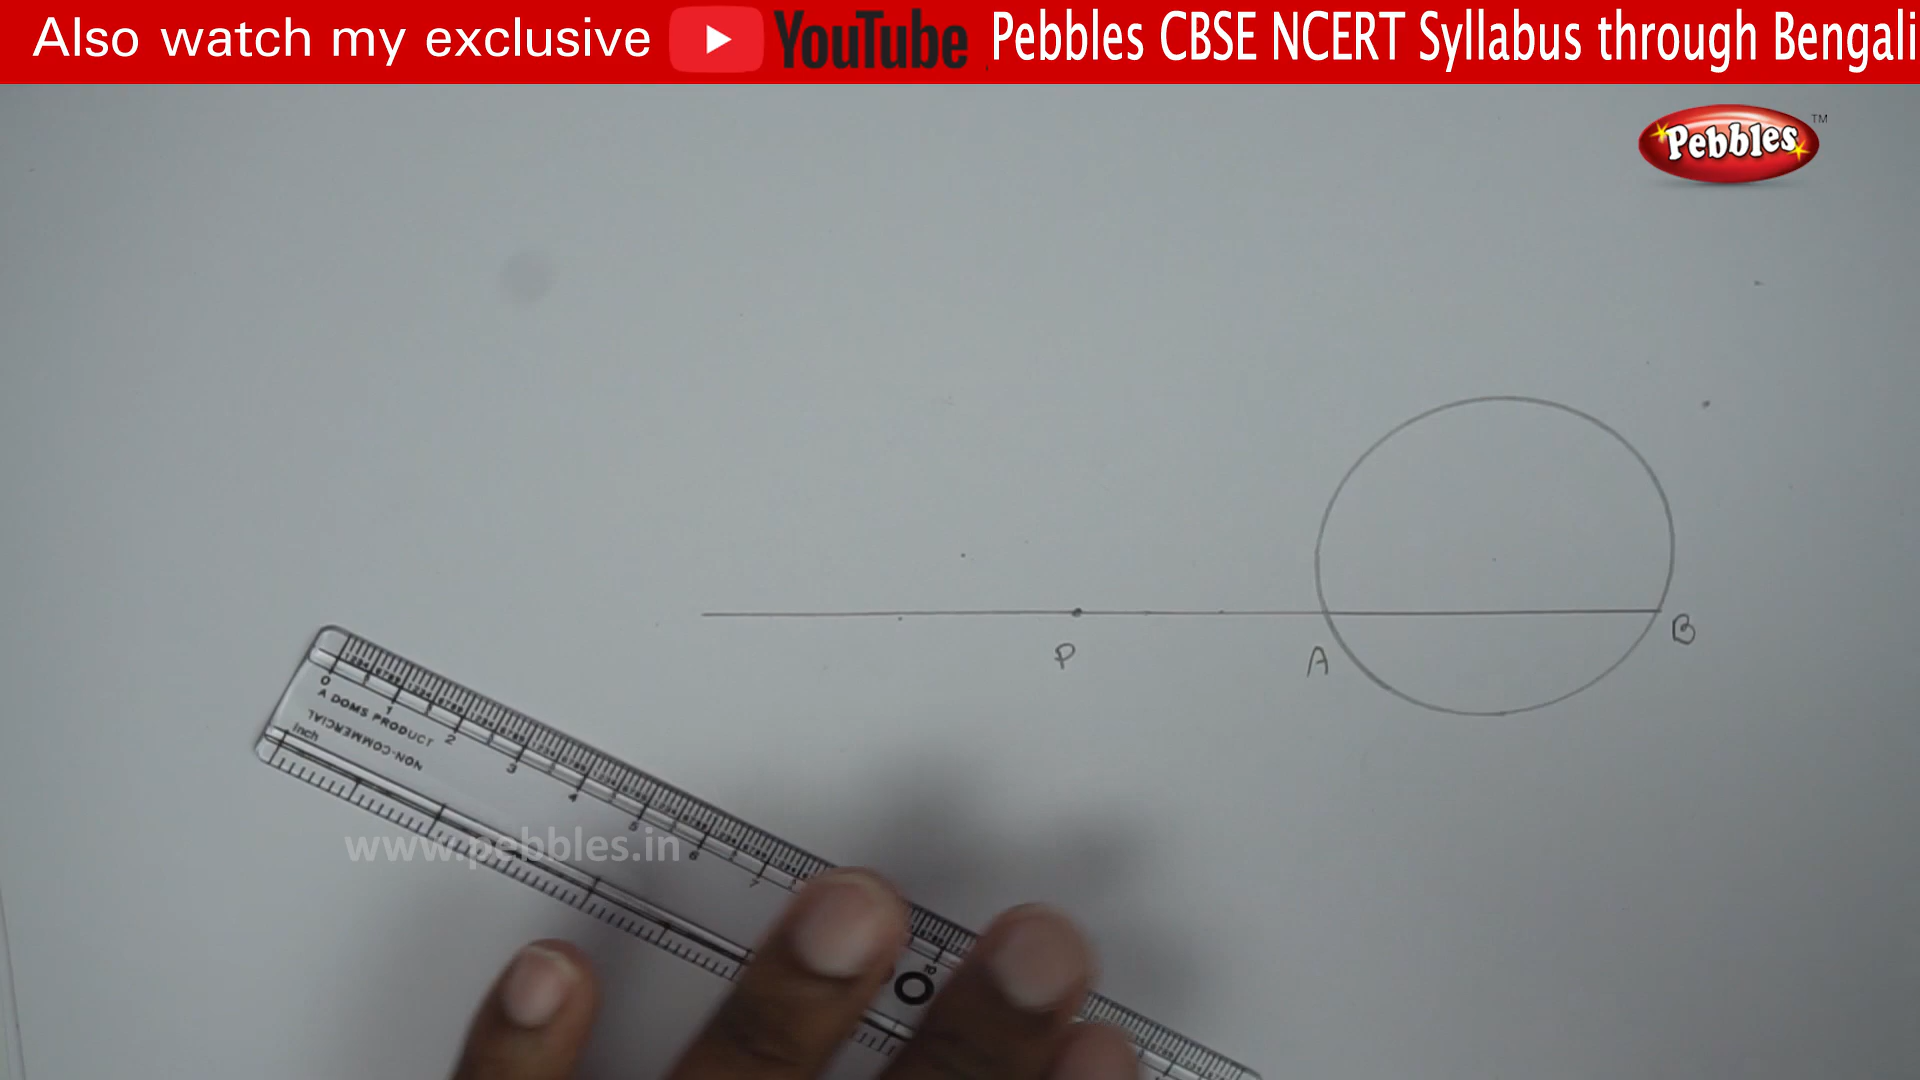 Also watch my exclusive YouTube Pebbles CBSE NCERT Syllabus through Bengali
Pebbles TM
P
A
B
0 1 2 3 4 5 6 7 10
A DOMS PRODUCT
NON-COMMERCIAL
inch
www.pebbles.in